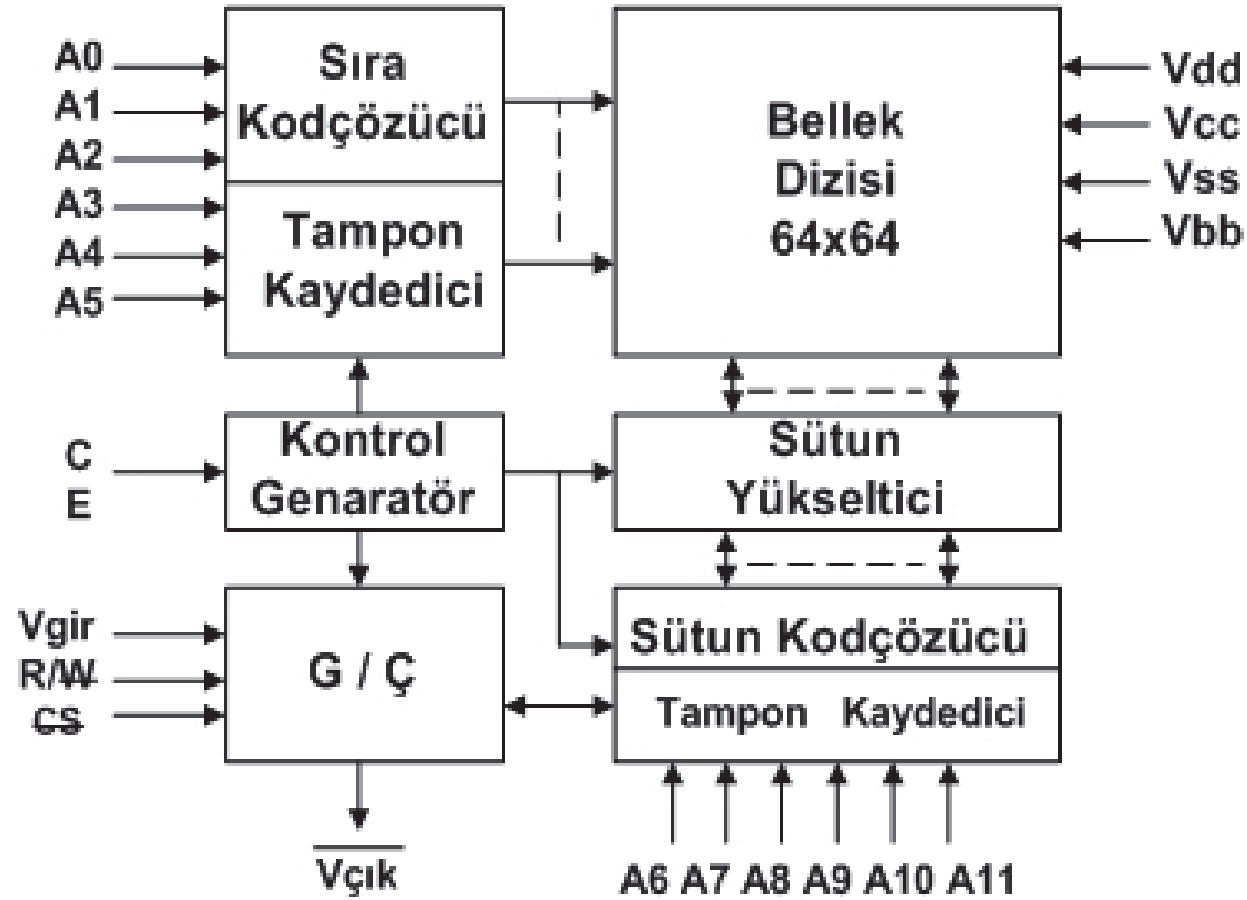 A0
A1
A2
A3
A4
A5
Sıra
Kodçözücü
Tampon
Kaydedici
Bellek
Dizisi
64x64
Vdd
Vcc
Vss
Vbb
C
E
Kontrol
Genaratör
Sütun
Yükseltici
Vgir
R/W
CS
G / Ç
Sütun Kodçözücü
Tampon Kaydedici
Vçık
A6 A7 A8 A9 A10 A11